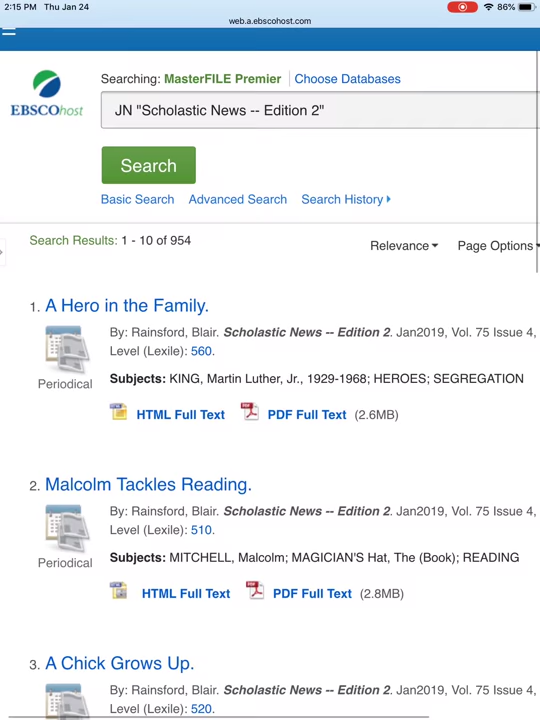 2:15 PM Thu Jan 24 86%
web.a.ebscohost.com
Searching: MasterFILE Premier Choose Databases
EBSCOhost
JN "Scholastic News -- Edition 2"
Search
Basic Search Advanced Search Search History
Search Results: 1 - 10 of 954
Relevance Page Options
1. A Hero in the Family.
By: Rainsford, Blair. Scholastic News -- Edition 2. Jan2019, Vol. 75 Issue 4,
Level (Lexile): 560.
Periodical
Subjects: KING, Martin Luther, Jr., 1929-1968; HEROES; SEGREGATION
HTML Full Text PDF Full Text (2.6MB)
2. Malcolm Tackles Reading.
By: Rainsford, Blair. Scholastic News -- Edition 2. Jan2019, Vol. 75 Issue 4,
Level (Lexile): 510.
Periodical
Subjects: MITCHELL, Malcolm; MAGICIAN'S Hat, The (Book); READING
HTML Full Text PDF Full Text (2.8MB)
3. A Chick Grows Up.
By: Rainsford, Blair. Scholastic News -- Edition 2. Jan2019, Vol. 75 Issue 4,
Level (Lexile): 520.